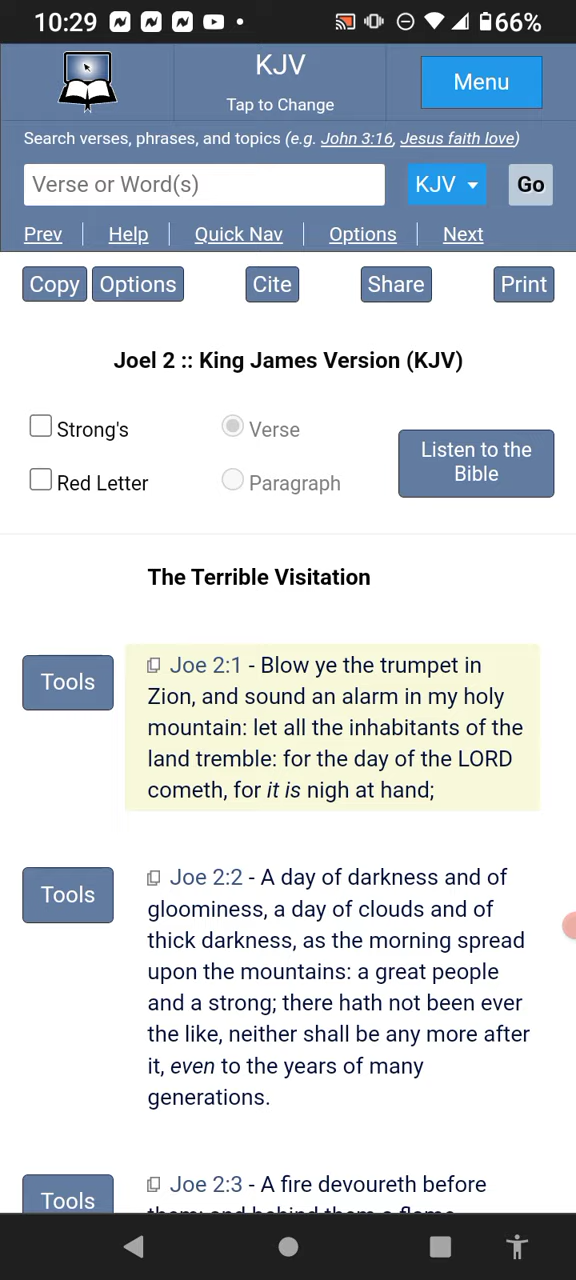 10:29
66%
KJV
Tap to Change
Menu
Search verses, phrases, and topics (e.g. John 3:16, Jesus faith love)
Verse or Word(s)
KJV
Go
Prev
Help
Quick Nav
Options
Next
Copy
Options
Cite
Share
Print
Joel 2 :: King James Version (KJV)
Strong's
Verse
Red Letter
Paragraph
Listen to the
Bible
The Terrible Visitation
Tools
Joe 2:1 - Blow ye the trumpet in
Zion, and sound an alarm in my holy
mountain: let all the inhabitants of the
land tremble: for the day of the LORD
cometh, for it is nigh at hand;
Tools
Joe 2:2 - A day of darkness and of
gloominess, a day of clouds and of
thick darkness, as the morning spread
upon the mountains: a great people
and a strong; there hath not been ever
the like, neither shall be any more after
it, even to the years of many
generations.
Tools
Joe 2:3 - A fire devoureth before
them; and behind them a flame